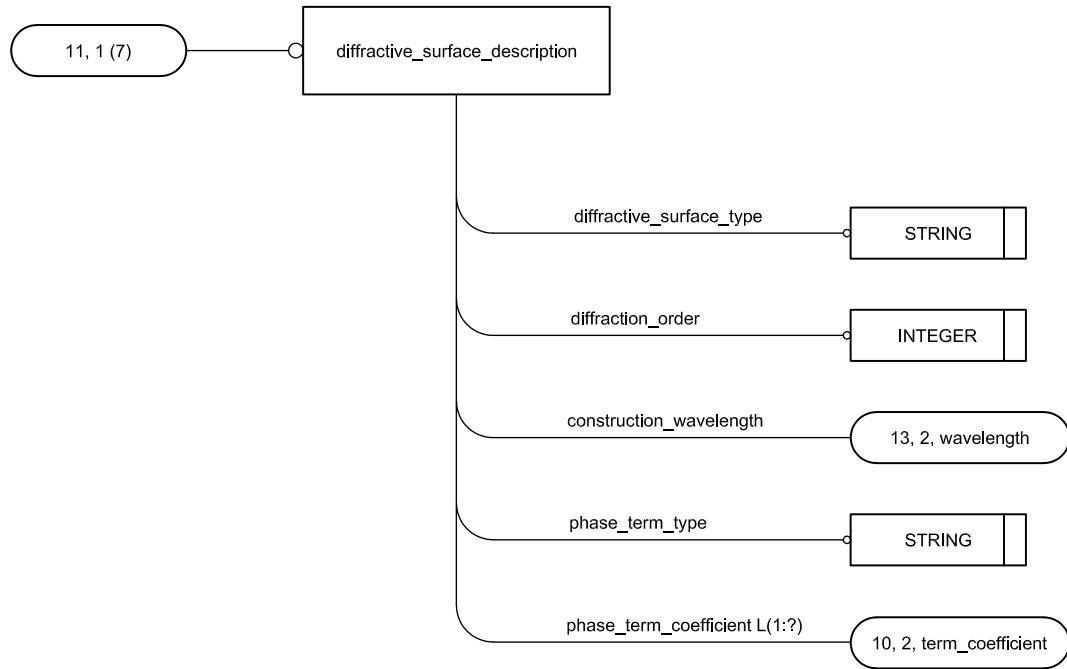 11, 1 (7)
diffractive_surface_description
diffractive_surface_type
STRING
diffraction_order
INTEGER
construction_wavelength
13, 2, wavelength
phase_term_type
STRING
phase_term_coefficient L(1:?)
10, 2, term_coefficient